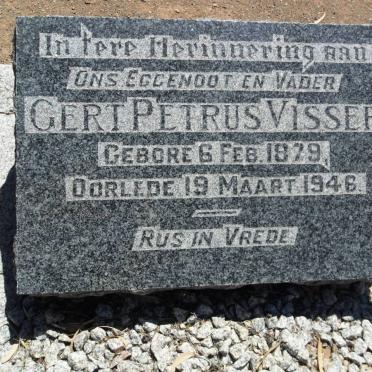 In Tere Herinnering aan
Ons Eggenoot en Vader
Gert Petrus Visser
Gebore 6 Feb. 1879,
Oorlede 19 Maart 1946.
Rus in Vrede